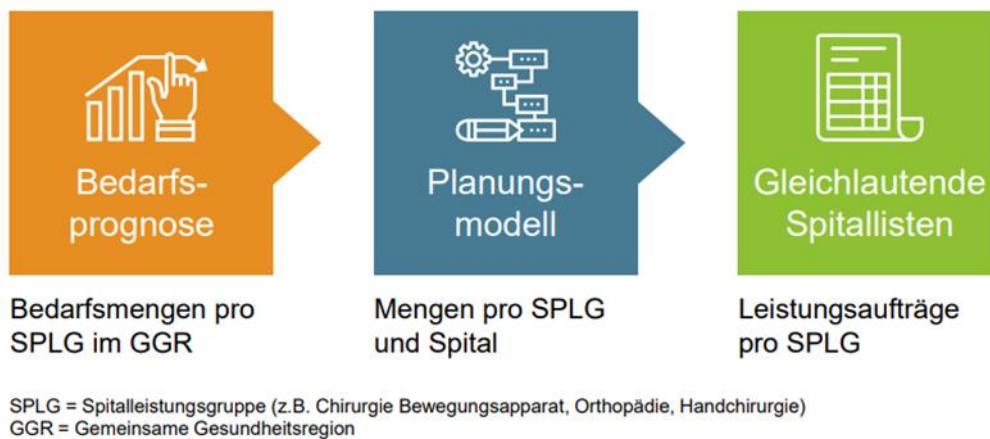 Bedarfs-
prognose
Planungs-
modell
Gleichlautende
Spitallisten
Bedarfsmengen pro
SPLG im GGR
Mengen pro SPLG
und Spital
Leistungsaufträge
pro SPLG
SPLG = Spitalleistungsgruppe (z.B. Chirurgie Bewegungsapparat, Orthopädie, Handchirurgie)
GGR = Gemeinsame Gesundheitsregion